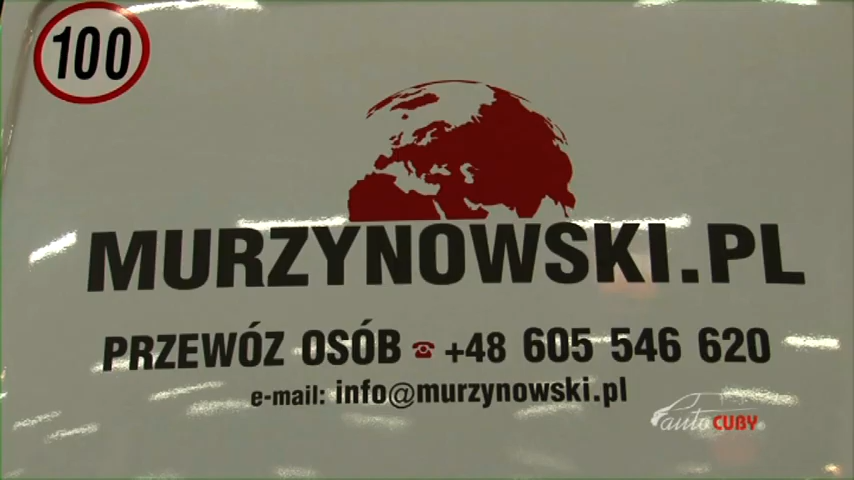 100
MURZYNOWSKI.PL
PRZEWÓZ OSÓB ☎ +48 605 546 620
e-mail: info@murzynowski.pl
auto CUBY